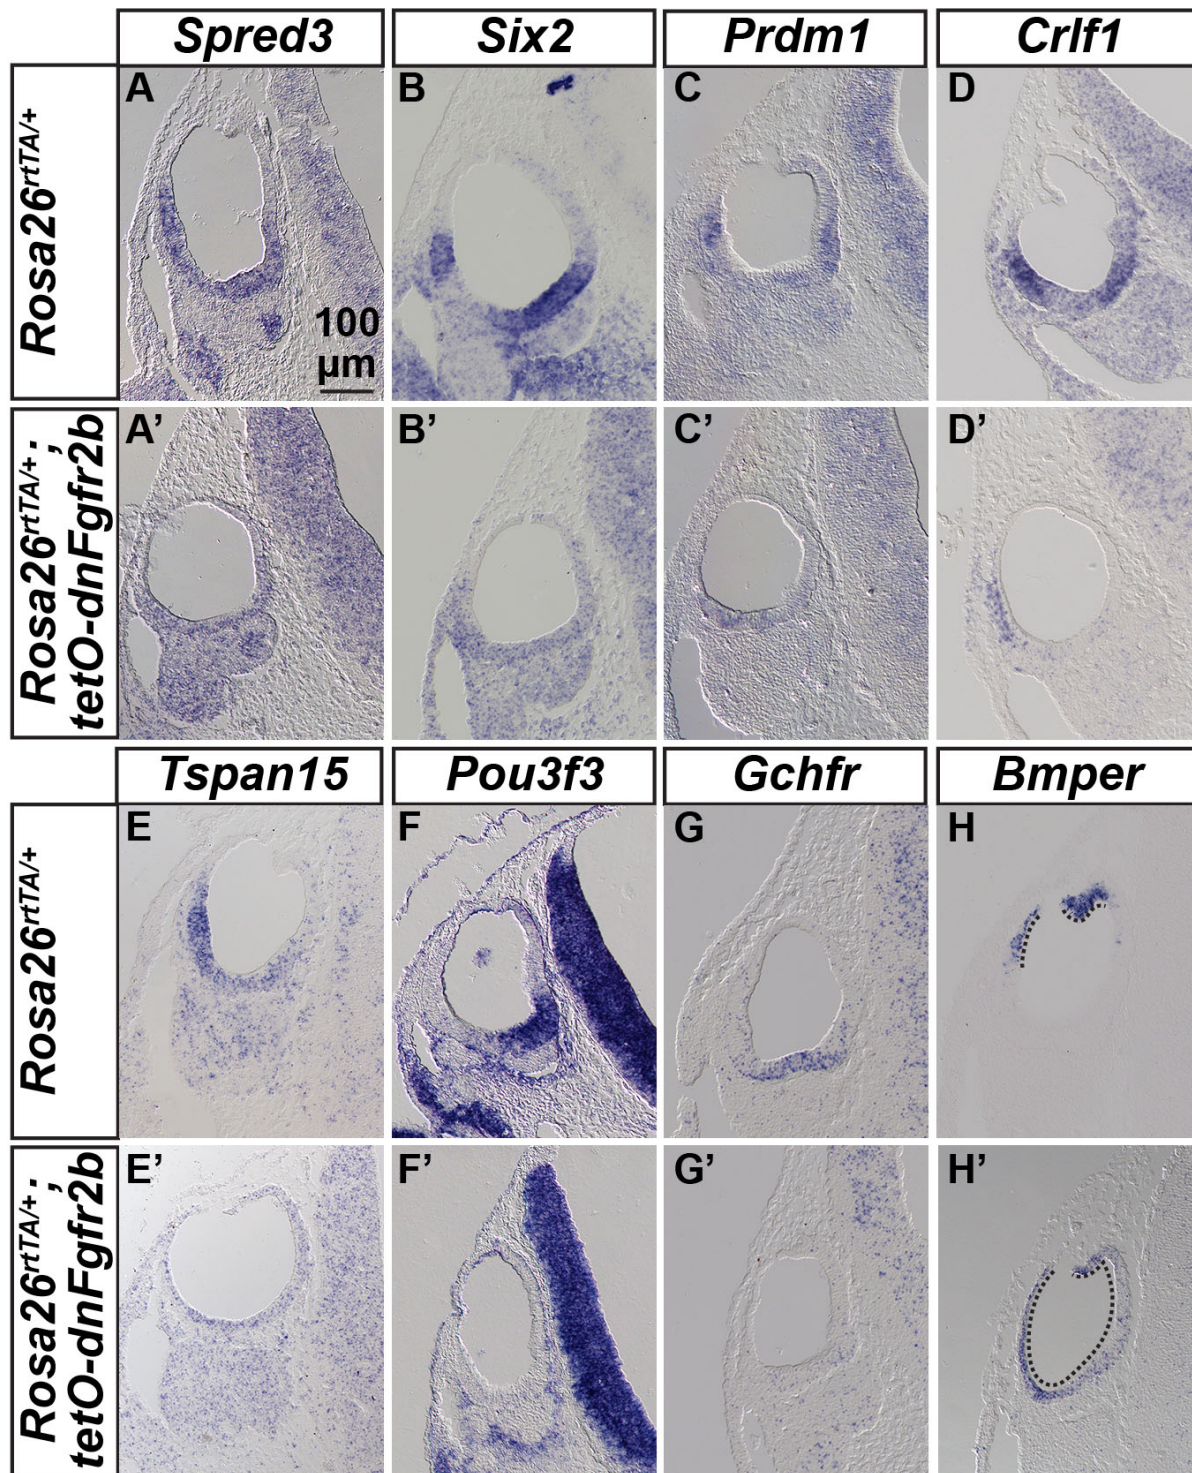 Spred3 Six2 Prdm1 Crlf1
Rosa26rtTA/+
A B C D
100
µm
Rosa26rtTA/+;
tetO-dnFgfr2b
A' B' C' D'
Tspan15 Pou3f3 Gchfr Bmper
Rosa26rtTA/+
E F G H
Rosa26rtTA/+;
tetO-dnFgfr2b
E' F' G' H'